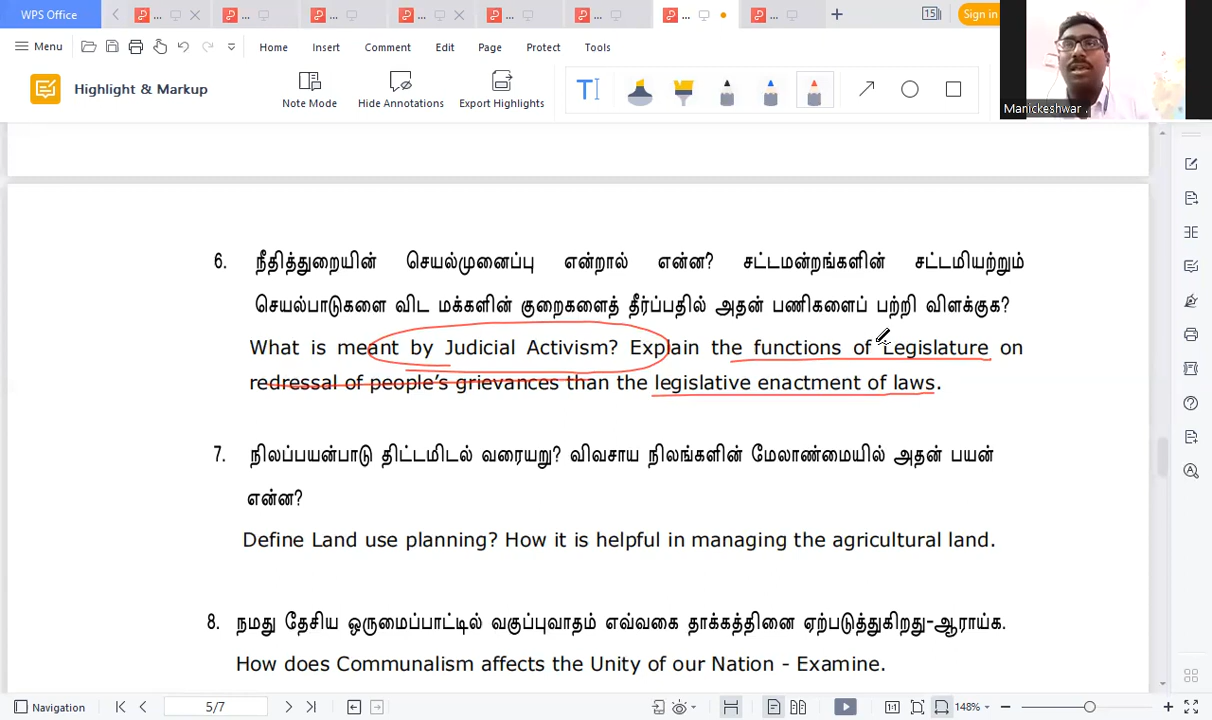 WPS Office
...
...
...
...
...
...
...
15
Sign in
Menu
Home
Insert
Comment
Edit
Page
Protect
Tools
Highlight & Markup
Note Mode
Hide Annotations
Export Highlights
Manickeshwar .
6. நீதித்துறையின் செயல்முனைப்பு என்றால் என்ன? சட்டமன்றங்களின் சட்டமியற்றும்
செயல்பாடுகளை விட மக்களின் குறைகளைத் தீர்ப்பதில் அதன் பணிகளைப் பற்றி விளக்குக?
What is meant by Judicial Activism? Explain the functions of Legislature on
redressal of people's grievances than the legislative enactment of laws.
7. நிலப்பயன்பாடு திட்டமிடல் வரையறு? விவசாய நிலங்களின் மேலாண்மையில் அதன் பயன்
என்ன?
Define Land use planning? How it is helpful in managing the agricultural land.
8. நமது தேசிய ஒருமைப்பாட்டில் வகுப்புவாதம் எவ்வகை தாக்கத்தினை ஏற்படுத்துகிறது-ஆராய்க.
How does Communalism affects the Unity of our Nation - Examine.
Navigation
5/7
1:1
148%